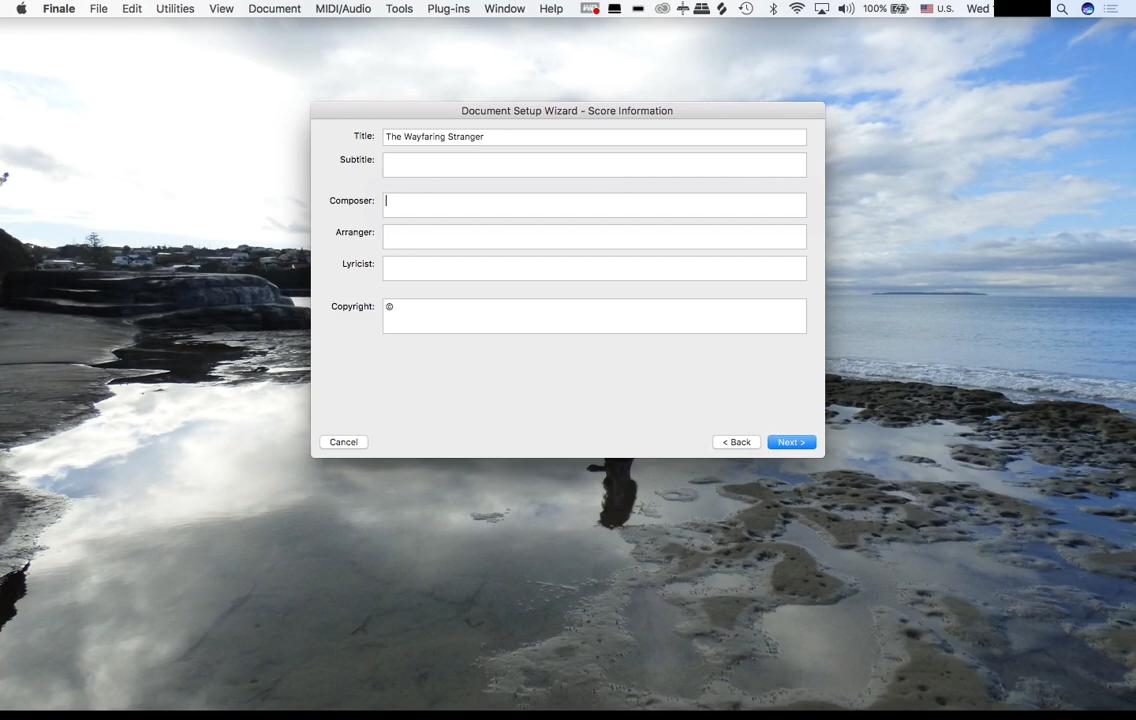 Finale File Edit Utilities View Document MIDI/Audio Tools Plug-ins Window Help 100% U.S. Wed
Document Setup Wizard - Score Information
Title: The Wayfaring Stranger
Subtitle:
Composer:
Arranger:
Lyricist:
Copyright: ©
Cancel < Back Next >